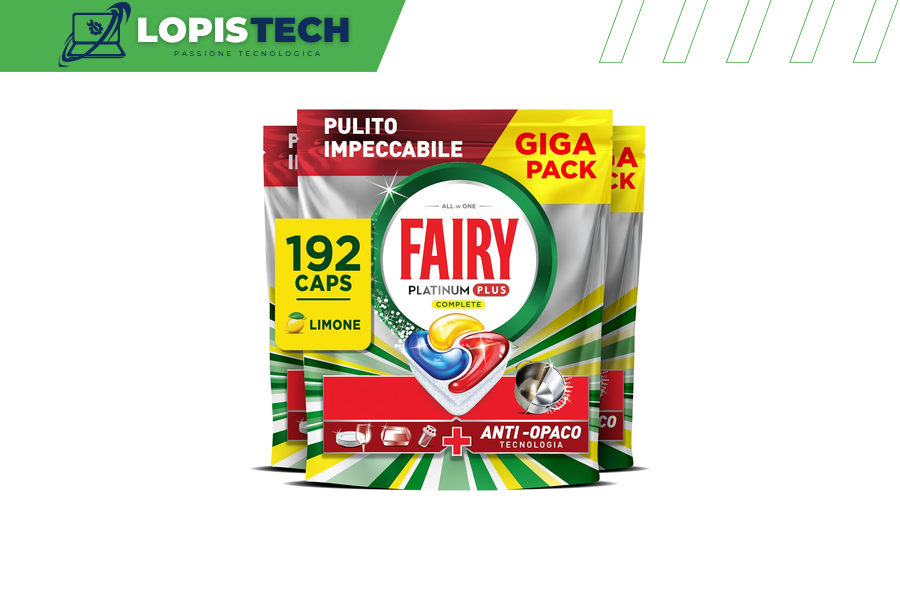 LOPISTECH
PASSIONE TECNOLOGICA
PULITO
IMPECCABILE
GIGA
PACK
ALL IN ONE
FAIRY
PLATINUM PLUS
COMPLETE
192
CAPS
LIMONE
ANTI-OPACO
TECNOLOGIA